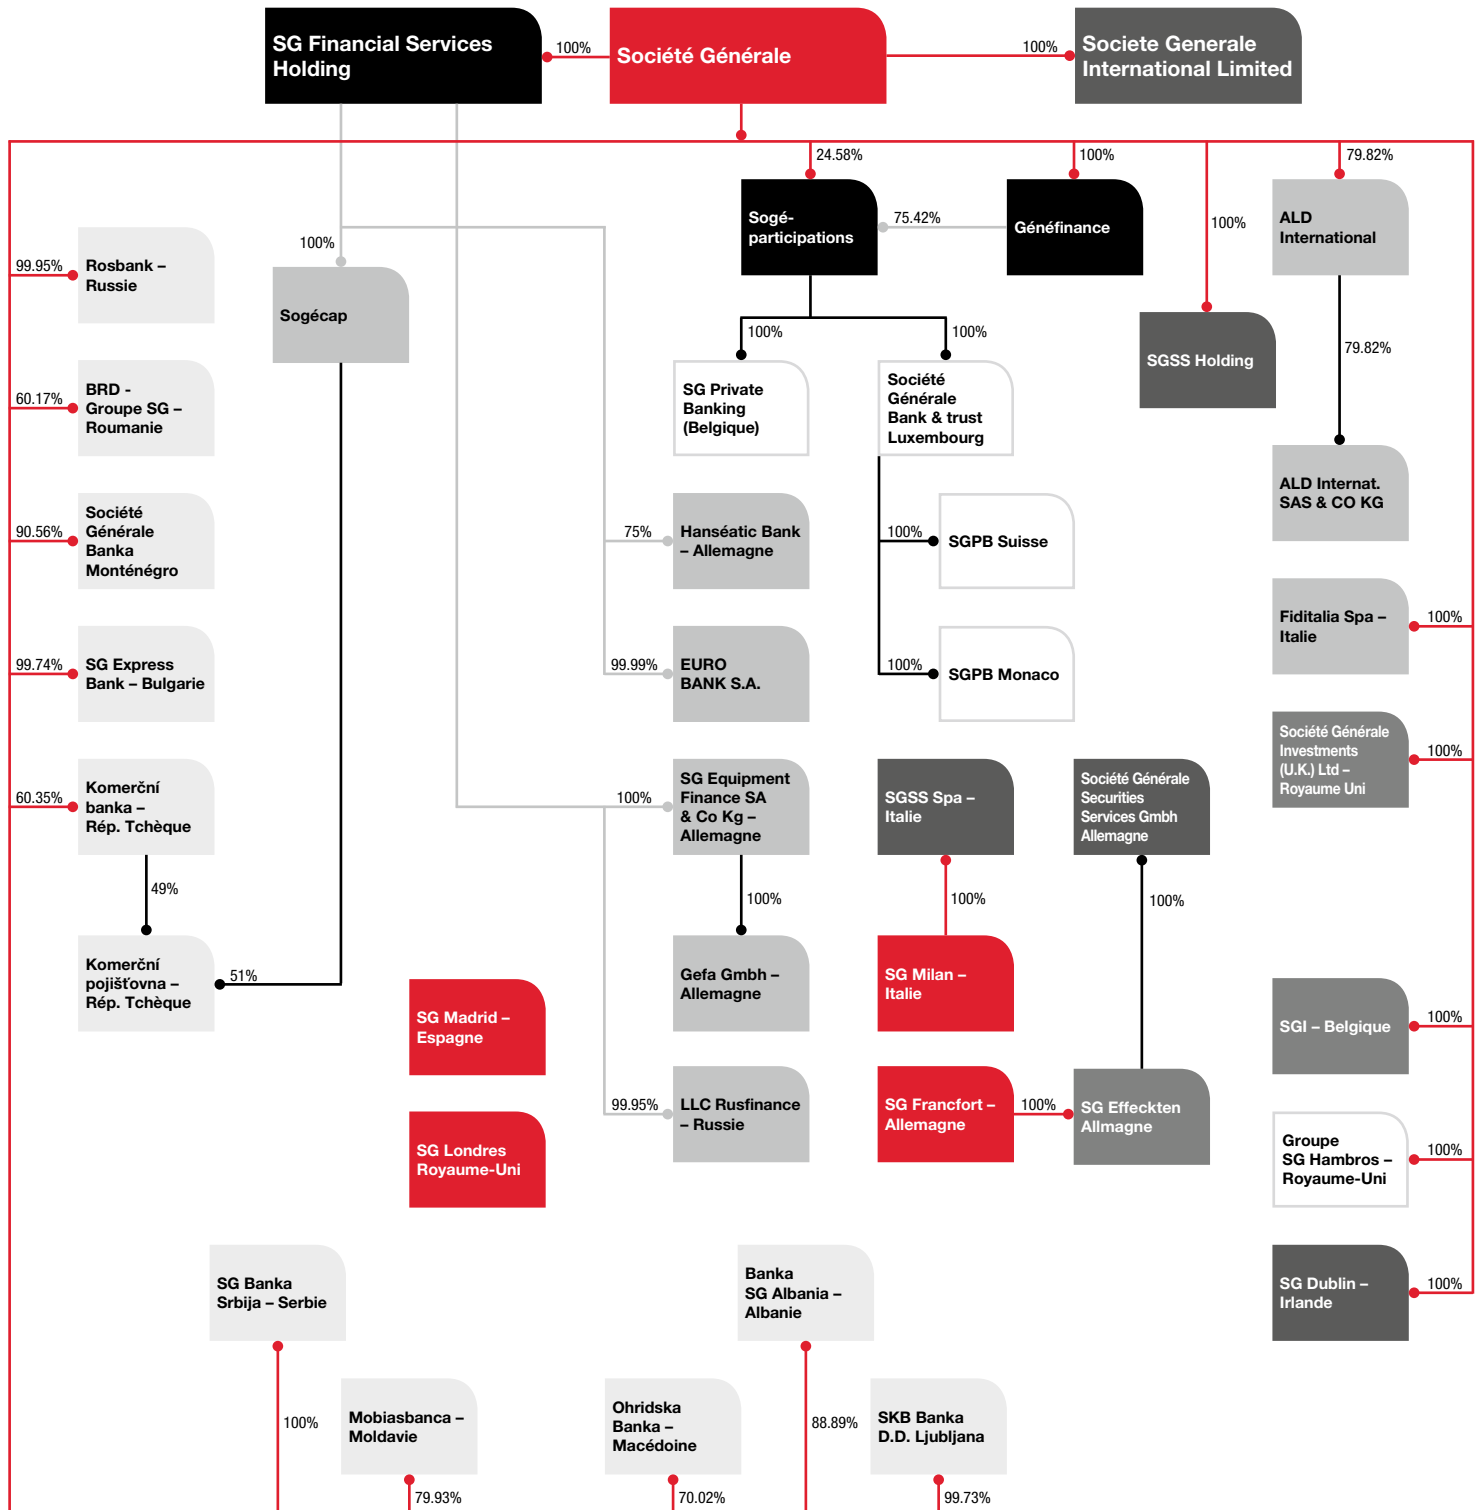 SG Financial Services
Holding
100%
Société Générale
100%
Societe Generale
International Limited
24.58%
100%
79.82%
Sogé-
participations
75.42%
Généfinance
100%
ALD
International
99.95%
Rosbank –
Russie
100%
Sogécap
100%
100%
SGSS Holding
79.82%
60.17%
BRD -
Groupe SG –
Roumanie
SG Private
Banking
(Belgique)
Société
Générale
Bank & trust
Luxembourg
ALD Internat.
SAS & CO KG
90.56%
Société
Générale
Banka
Monténégro
75%
Hanséatic Bank
– Allemagne
100%
SGPB Suisse
Fiditalia Spa –
Italie
100%
99.74%
SG Express
Bank – Bulgarie
99.99%
EURO
BANK S.A.
100%
SGPB Monaco
Société Générale
Investments
(U.K.) Ltd –
Royaume Uni
100%
60.35%
Komerční
banka –
Rép. Tchèque
100%
SG Equipment
Finance SA
& Co Kg –
Allemagne
SGSS Spa –
Italie
Société Générale
Securities
Services Gmbh
Allemagne
49%
100%
100%
100%
Komerční
pojišťovna –
Rép. Tchèque
51%
SG Madrid –
Espagne
Gefa Gmbh –
Allemagne
SG Milan –
Italie
SGI – Belgique
100%
SG Londres
Royaume-Uni
99.95%
LLC Rusfinance
– Russie
SG Francfort –
Allemagne
100%
SG Effeckten
Allmagne
Groupe
SG Hambros –
Royaume-Uni
100%
SG Banka
Srbija – Serbie
Banka
SG Albania –
Albanie
SG Dublin –
Irlande
100%
100%
Mobiasbanca –
Moldavie
Ohridska
Banka –
Macédoine
88.89%
SKB Banka
D.D. Ljubljana
79.93%
70.02%
99.73%